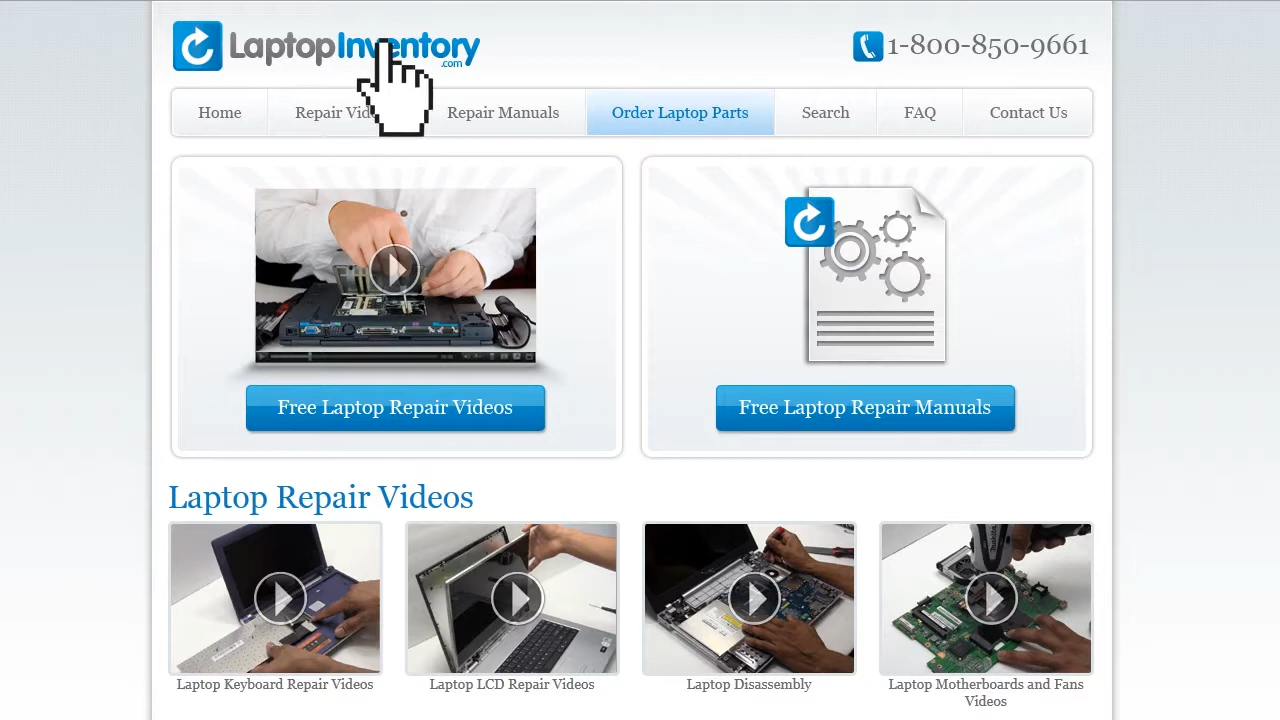 LaptopInventory
.com
1-800-850-9661
Home
Repair Vid
Repair Manuals
Order Laptop Parts
Search
FAQ
Contact Us
Free Laptop Repair Videos
Free Laptop Repair Manuals
Laptop Repair Videos
Laptop Keyboard Repair Videos
Laptop LCD Repair Videos
Laptop Disassembly
Laptop Motherboards and Fans
Videos